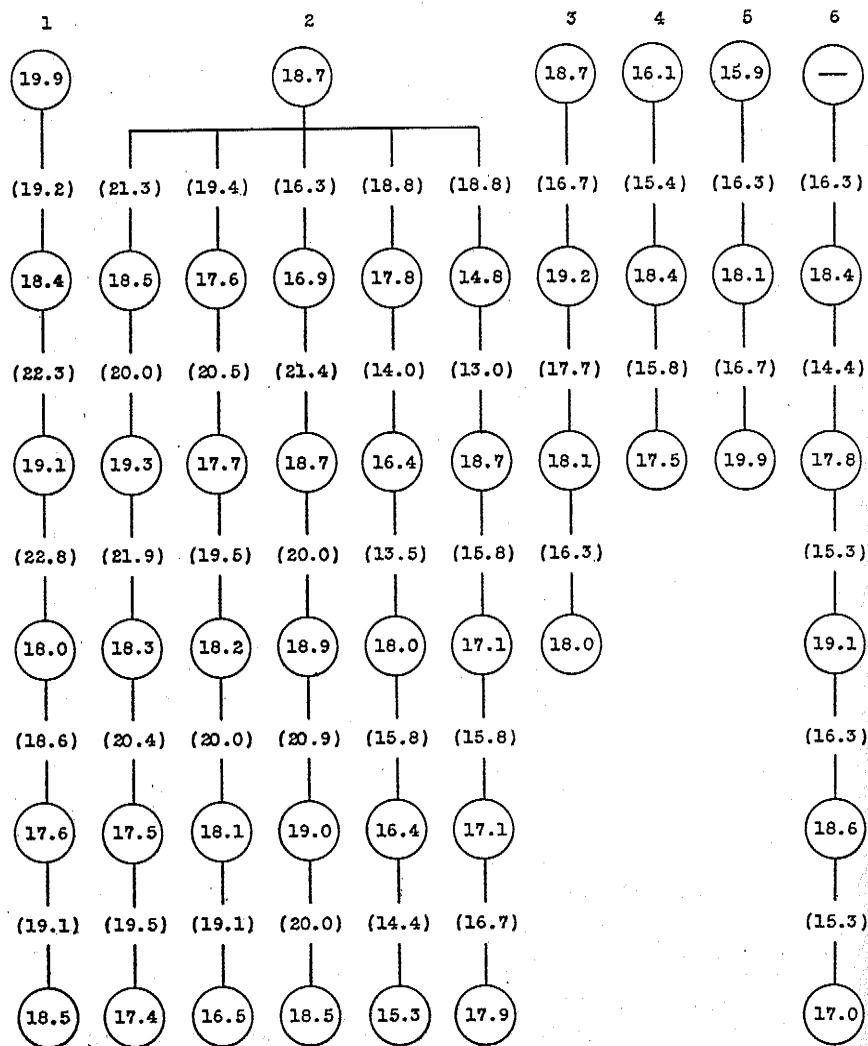 1 2 3 4 5 6
19.9 18.7 18.7 16.1 15.9 —
(19.2) (21.3) (19.4) (16.3) (18.8) (18.8) (16.7) (15.4) (16.3) (16.3)
18.4 18.5 17.6 16.9 17.8 14.8 19.2 18.4 18.1 18.4
(22.3) (20.0) (20.5) (21.4) (14.0) (13.0) (17.7) (15.8) (16.7) (14.4)
19.1 19.3 17.7 18.7 16.4 18.7 18.1 17.5 19.9 17.8
(22.8) (21.9) (19.5) (20.0) (13.5) (15.8) (16.3) (15.3)
18.0 18.3 18.2 18.9 18.0 17.1 18.0 19.1
(18.6) (20.4) (20.0) (20.9) (15.8) (15.8) (16.3)
17.6 17.5 18.1 19.0 16.4 17.1 18.6
(19.1) (19.5) (19.1) (20.0) (14.4) (16.7) (15.3)
18.5 17.4 16.5 18.5 15.3 17.9 17.0